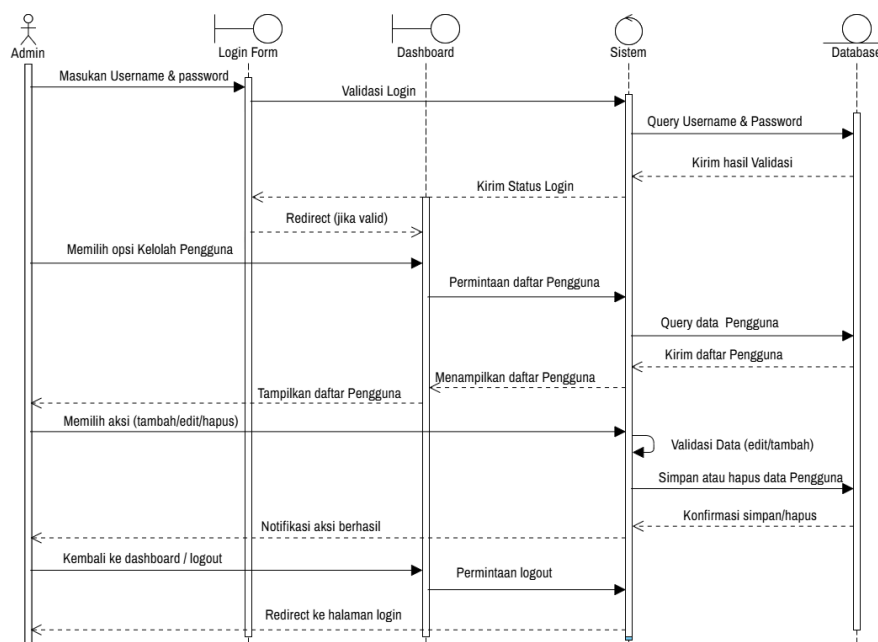 Admin
Login Form
Dashboard
Sistem
Database
Masukan Username & password
Validasi Login
Query Username & Password
Kirim hasil Validasi
Kirim Status Login
Redirect (jika valid)
Memilih opsi Kelolah Pengguna
Permintaan daftar Pengguna
Query data Pengguna
Kirim daftar Pengguna
Menampilkan daftar Pengguna
Tampilkan daftar Pengguna
Memilih aksi (tambah/edit/hapus)
Validasi Data (edit/tambah)
Simpan atau hapus data Pengguna
Konfirmasi simpan/hapus
Notifikasi aksi berhasil
Kembali ke dashboard / logout
Permintaan logout
Redirect ke halaman login